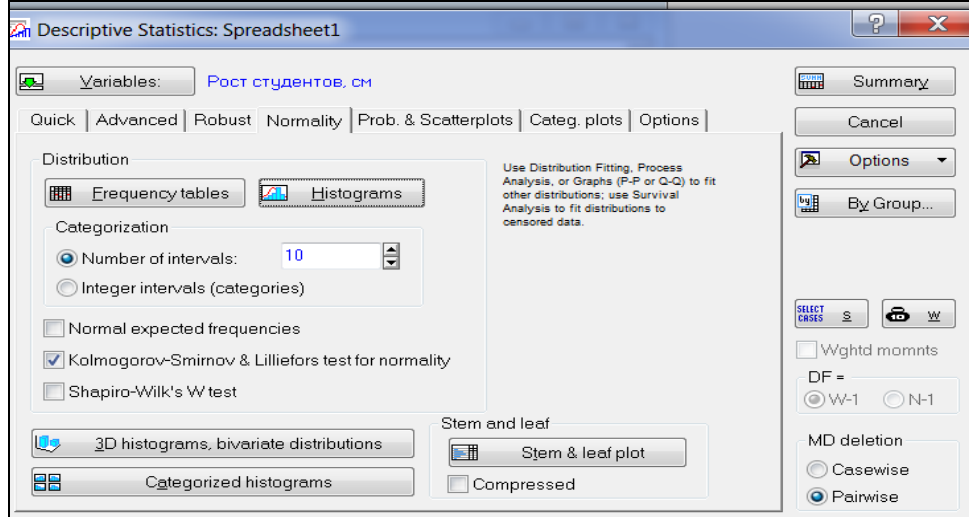 Descriptive Statistics: Spreadsheet1
Variables: Рост студентов, см
Summary
Quick Advanced Robust Normality Prob. & Scatterplots Categ. plots Options
Cancel
Distribution
Use Distribution Fitting, Process
Analysis, or Graphs (P-P or Q-Q) to fit
other distributions; use Survival
Analysis to fit distributions to
censored data.
Options
Frequency tables Histograms
By Group...
Categorization
Number of intervals: 10
Integer intervals (categories)
Normal expected frequencies
SELECT
CASES S W
Kolmogorov-Smirnov & Lilliefors test for normality
Wghtd momnts
Shapiro-Wilk's W test
DF =
W-1 N-1
Stem and leaf
3D histograms, bivariate distributions
Stem & leaf plot
MD deletion
Casewise
Categorized histograms
Compressed
Pairwise